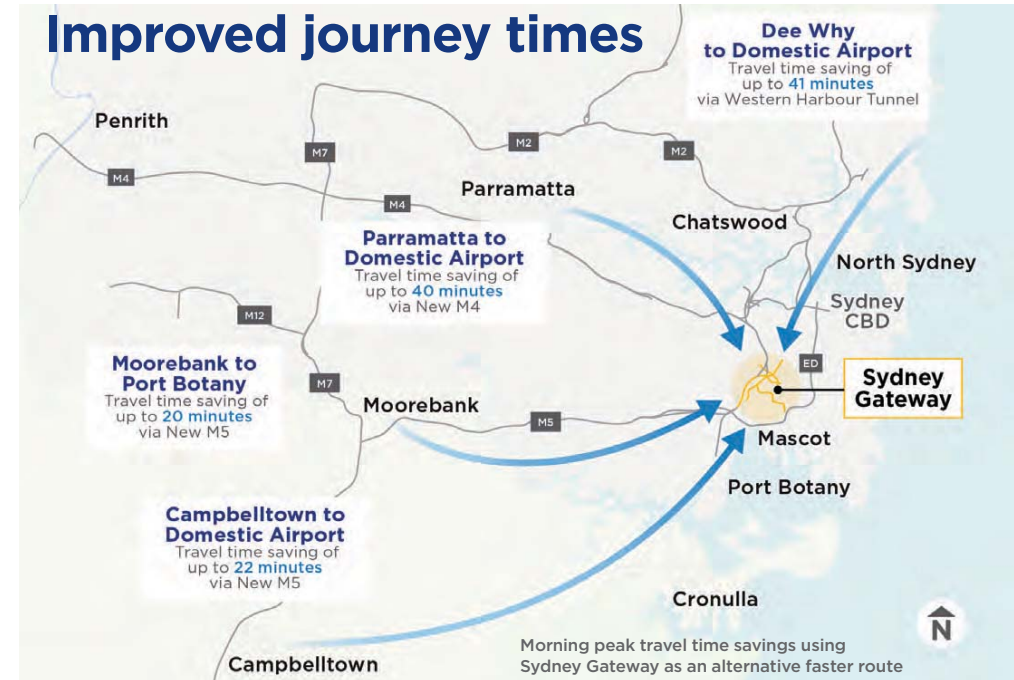 Improved journey times
Dee Why
to Domestic Airport
Travel time saving of
up to 41 minutes
via Western Harbour Tunnel
Penrith
M7
M2
M2
M4
Parramatta
M4
Chatswood
Parramatta to
Domestic Airport
Travel time saving of
up to 40 minutes
via New M4
North Sydney
Sydney
CBD
M12
Moorebank to
Port Botany
Travel time saving of
up to 20 minutes
via New M5
ED
M7
Sydney
Gateway
Moorebank
M5
Mascot
Port Botany
Campbelltown to
Domestic Airport
Travel time saving of
up to 22 minutes
via New M5
Cronulla
N
Morning peak travel time savings using
Sydney Gateway as an alternative faster route
Campbelltown